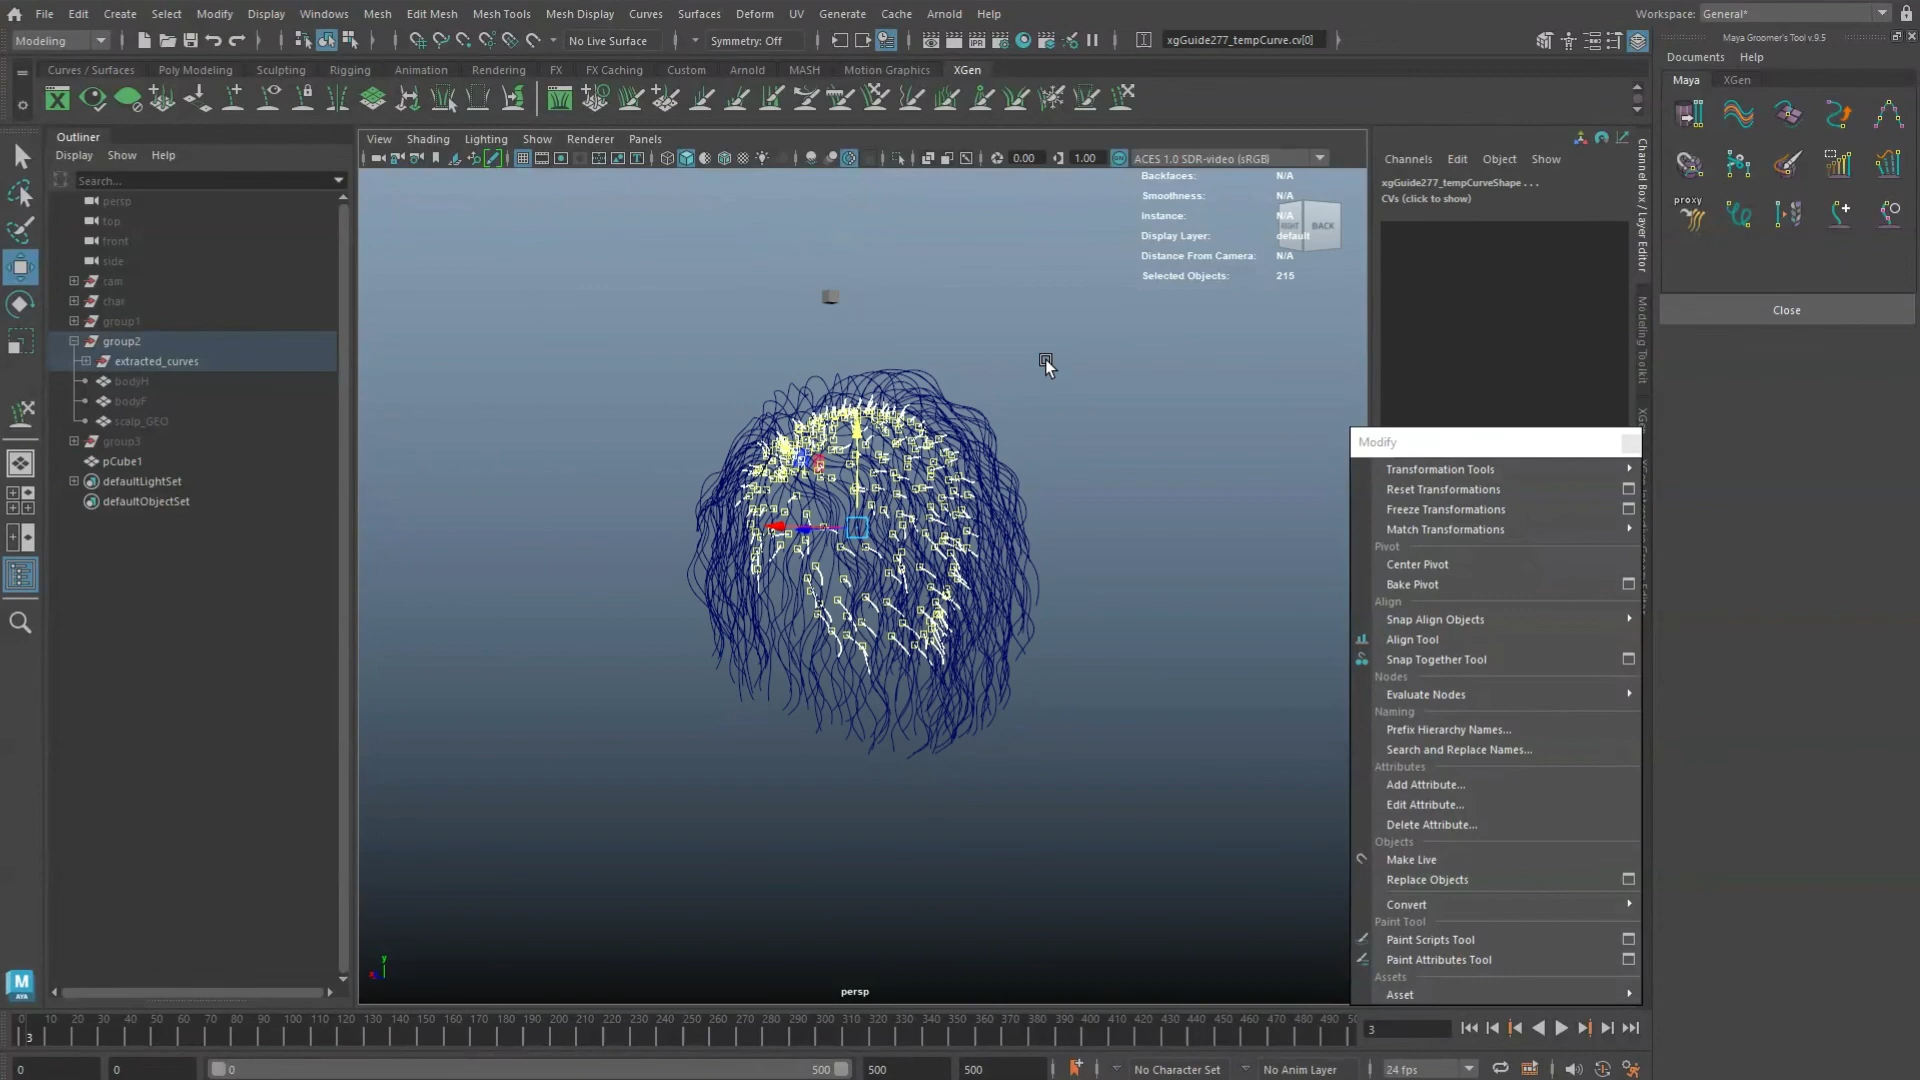 File Edit Create Select Modify Display Windows Mesh Edit Mesh Mesh Tools Mesh Display Curves Surfaces Deform UV Generate Cache Arnold Help
Workspace: General*
Modeling
No Live Surface
Symmetry: Off
xgGuide277_tempCurve.cv[0]
Maya Groomer's Tool v.9.5
Documents Help
Curves / Surfaces Poly Modeling Sculpting Rigging Animation Rendering FX FX Caching Custom Arnold MASH Motion Graphics XGen
Maya XGen
Outliner
Display Show Help
Search...
persp
top
front
side
cam
char
group1
group2
extracted_curves
bodyH
bodyF
scalp_GEO
group3
pCube1
defaultLightSet
defaultObjectSet
View Shading Lighting Show Renderer Panels
0.00 1.00 ACES 1.0 SDR-video (sRGB)
Backfaces: N/A
Smoothness: N/A
Instance: N/A
Display Layer: default
Distance From Camera: N/A
Selected Objects: 215
RIGHT BACK
persp
y
x
Channels Edit Object Show
xgGuide277_tempCurveShape . . .
CVs (click to show)
Channel Box / Layer Editor
Modeling Toolkit
proxy
Close
Modify
Transformation Tools
Reset Transformations
Freeze Transformations
Match Transformations
Pivot
Center Pivot
Bake Pivot
Align
Snap Align Objects
Align Tool
Snap Together Tool
Nodes
Evaluate Nodes
Naming
Prefix Hierarchy Names...
Search and Replace Names...
Attributes
Add Attribute...
Edit Attribute...
Delete Attribute...
Objects
Make Live
Replace Objects
Convert
Paint Tool
Paint Scripts Tool
Paint Attributes Tool
Assets
Asset
M
AYA
0 10 20 30 40 50 60 70 80 90 100 110 120 130 140 150 160 170 180 190 200 210 220 230 240 250 260 270 280 290 300 310 320 330 340 350 360 370 380 390 400 410 420 430 440 450 460 470 480 490
3
3
0 0 0 500 500 500
No Character Set
No Anim Layer
24 fps